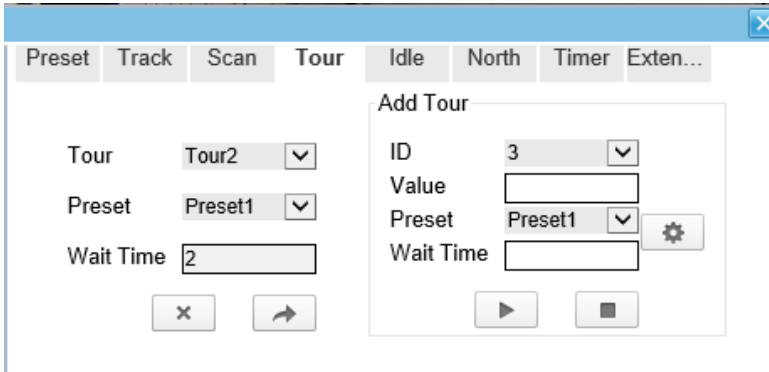 Preset Track Scan Tour Idle North Timer Exten...
Add Tour
Tour Tour2
Preset Preset1
Wait Time 2
ID 3
Value
Preset Preset1
Wait Time